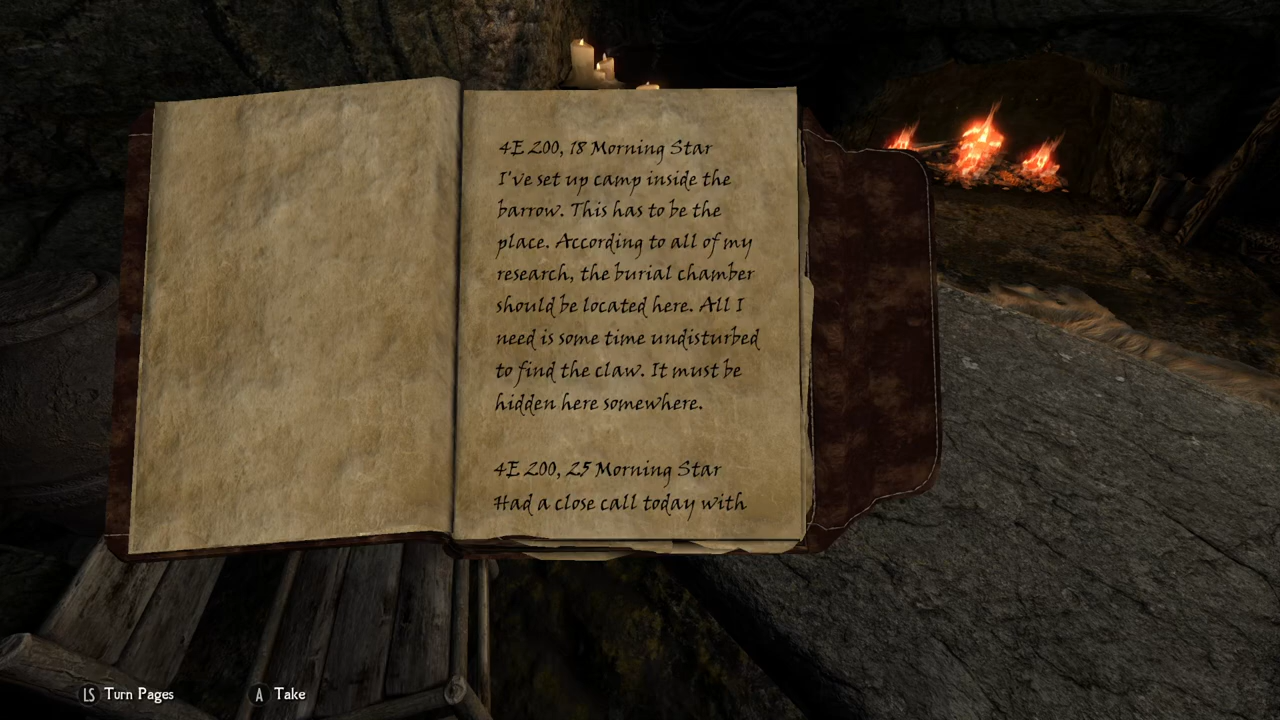 4E 200, 18 Morning Star
I've set up camp inside the
barrow. This has to be the
place. According to all of my
research, the burial chamber
should be located here. All I
need is some time undisturbed
to find the claw. It must be
hidden here somewhere.
4E 200, 25 Morning Star
Had a close call today with
LS Turn Pages
A Take